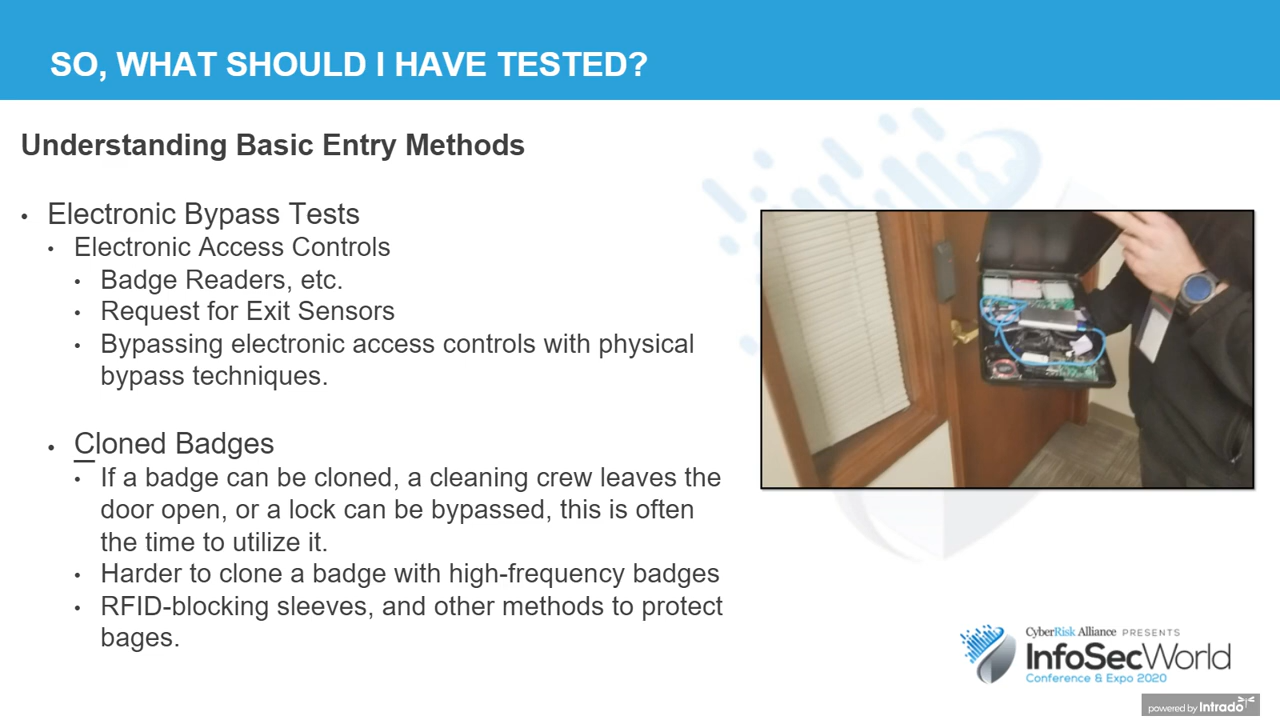 SO, WHAT SHOULD I HAVE TESTED?
Understanding Basic Entry Methods
• Electronic Bypass Tests
• Electronic Access Controls
• Badge Readers, etc.
• Request for Exit Sensors
• Bypassing electronic access controls with physical
bypass techniques.
• Cloned Badges
• If a badge can be cloned, a cleaning crew leaves the
door open, or a lock can be bypassed, this is often
the time to utilize it.
• Harder to clone a badge with high-frequency badges
• RFID-blocking sleeves, and other methods to protect
bages.
CyberRisk Alliance PRESENTS
InfoSecWorld
Conference & Expo 2020
powered by Intrado